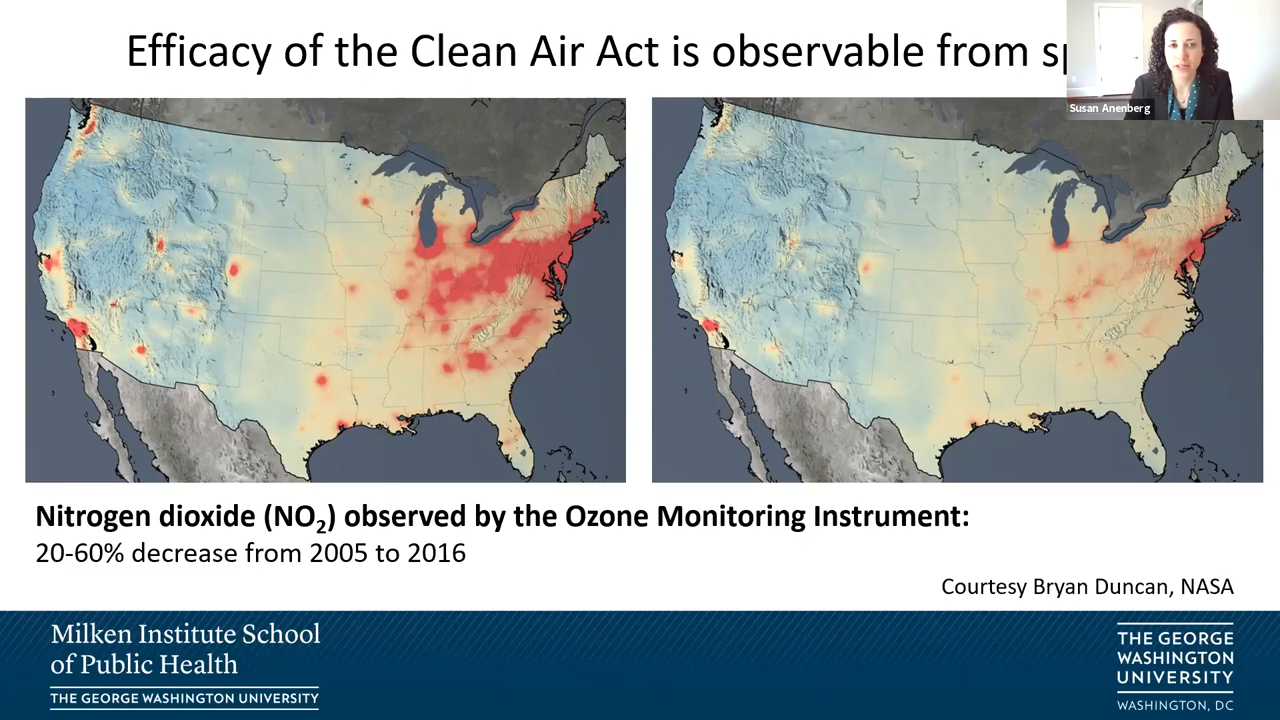 Efficacy of the Clean Air Act is observable from
Susan Anenberg
Nitrogen dioxide (NO₂) observed by the Ozone Monitoring Instrument:
20-60% decrease from 2005 to 2016
Courtesy Bryan Duncan, NASA
Milken Institute School
of Public Health
THE GEORGE WASHINGTON UNIVERSITY
THE GEORGE
WASHINGTON
UNIVERSITY
WASHINGTON, DC